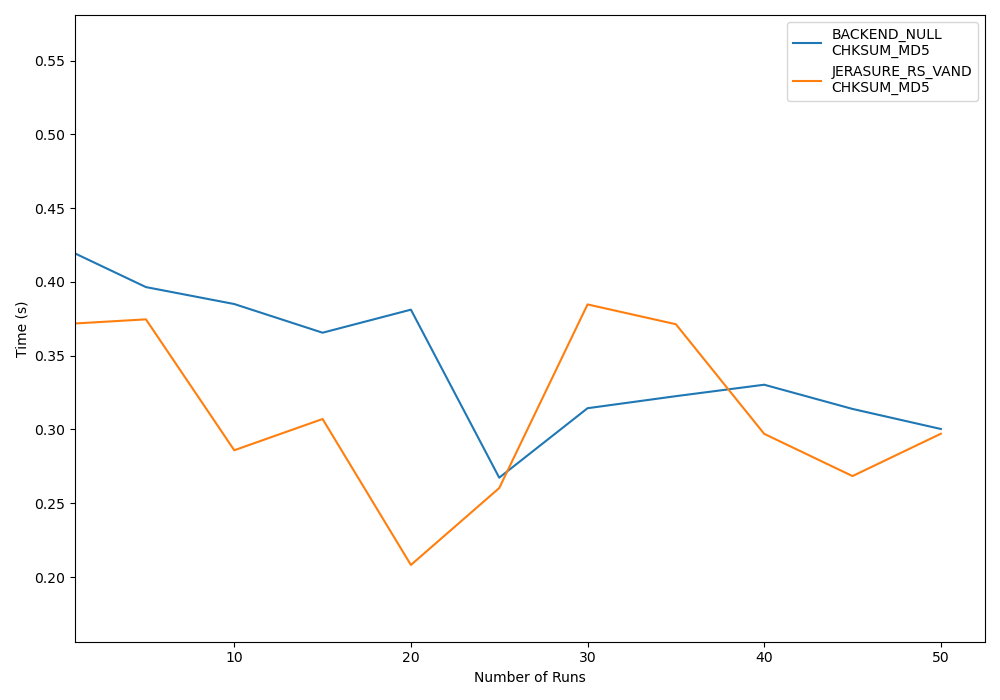 BACKEND_NULL
CHKSUM_MD5
JERASURE_RS_VAND
CHKSUM_MD5
0.55
0.50
0.45
0.40
0.35
0.30
0.25
0.20
Time (s)
10 20 30 40 50
Number of Runs